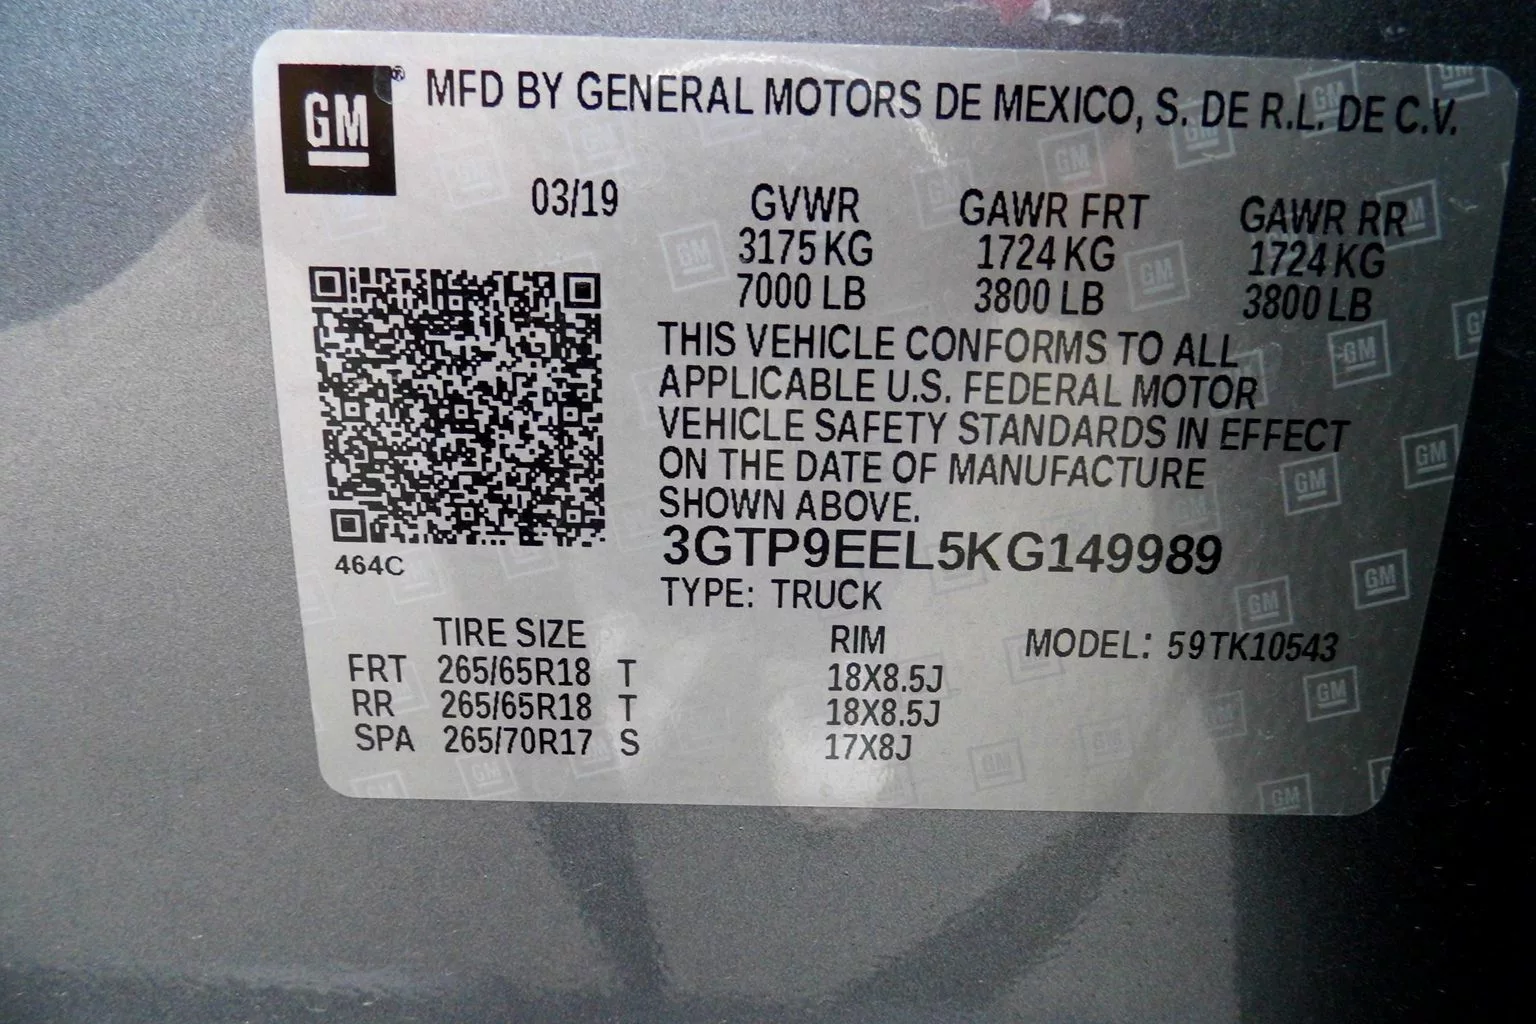 GM® MFD BY GENERAL MOTORS DE MEXICO, S. DE R.L. DE C.V.
03/19 GVWR GAWR FRT GAWR RR
3175 KG 1724 KG 1724 KG
7000 LB 3800 LB 3800 LB
THIS VEHICLE CONFORMS TO ALL
APPLICABLE U.S. FEDERAL MOTOR
VEHICLE SAFETY STANDARDS IN EFFECT
ON THE DATE OF MANUFACTURE
SHOWN ABOVE.
3GTP9EEL5KG149989
464C
TYPE: TRUCK
TIRE SIZE RIM MODEL: 59TK10543
FRT 265/65R18 T 18X8.5J
RR 265/65R18 T 18X8.5J
SPA 265/70R17 S 17X8J